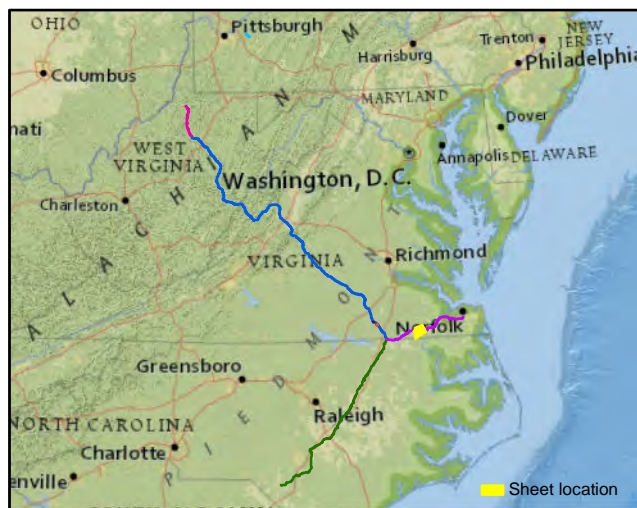 OHIO
Pittsburgh
NEW
JERSEY
Trenton
Harrisburg
Philadelphia
Columbus
MARYLAND
nati
Dover
WEST
VIRGINIA
Annapolis
DELAWARE
Washington, D.C.
Charleston
Richmond
VIRGINIA
Norfolk
Greensboro
Raleigh
NORTH CAROLINA
Charlotte
enville
A L A C H I A N M
P I E D M O N T
Sheet location